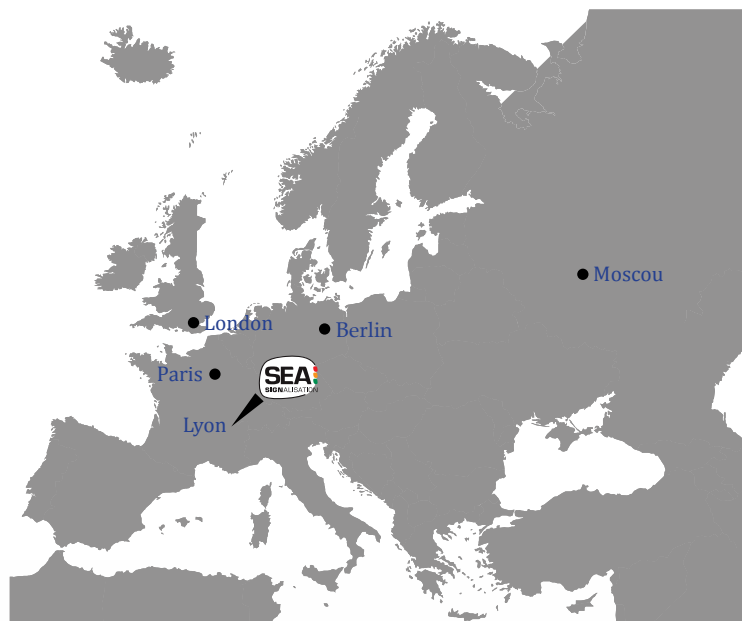 Moscou
London
Berlin
Paris
SEA
SIGNALISATION
Lyon